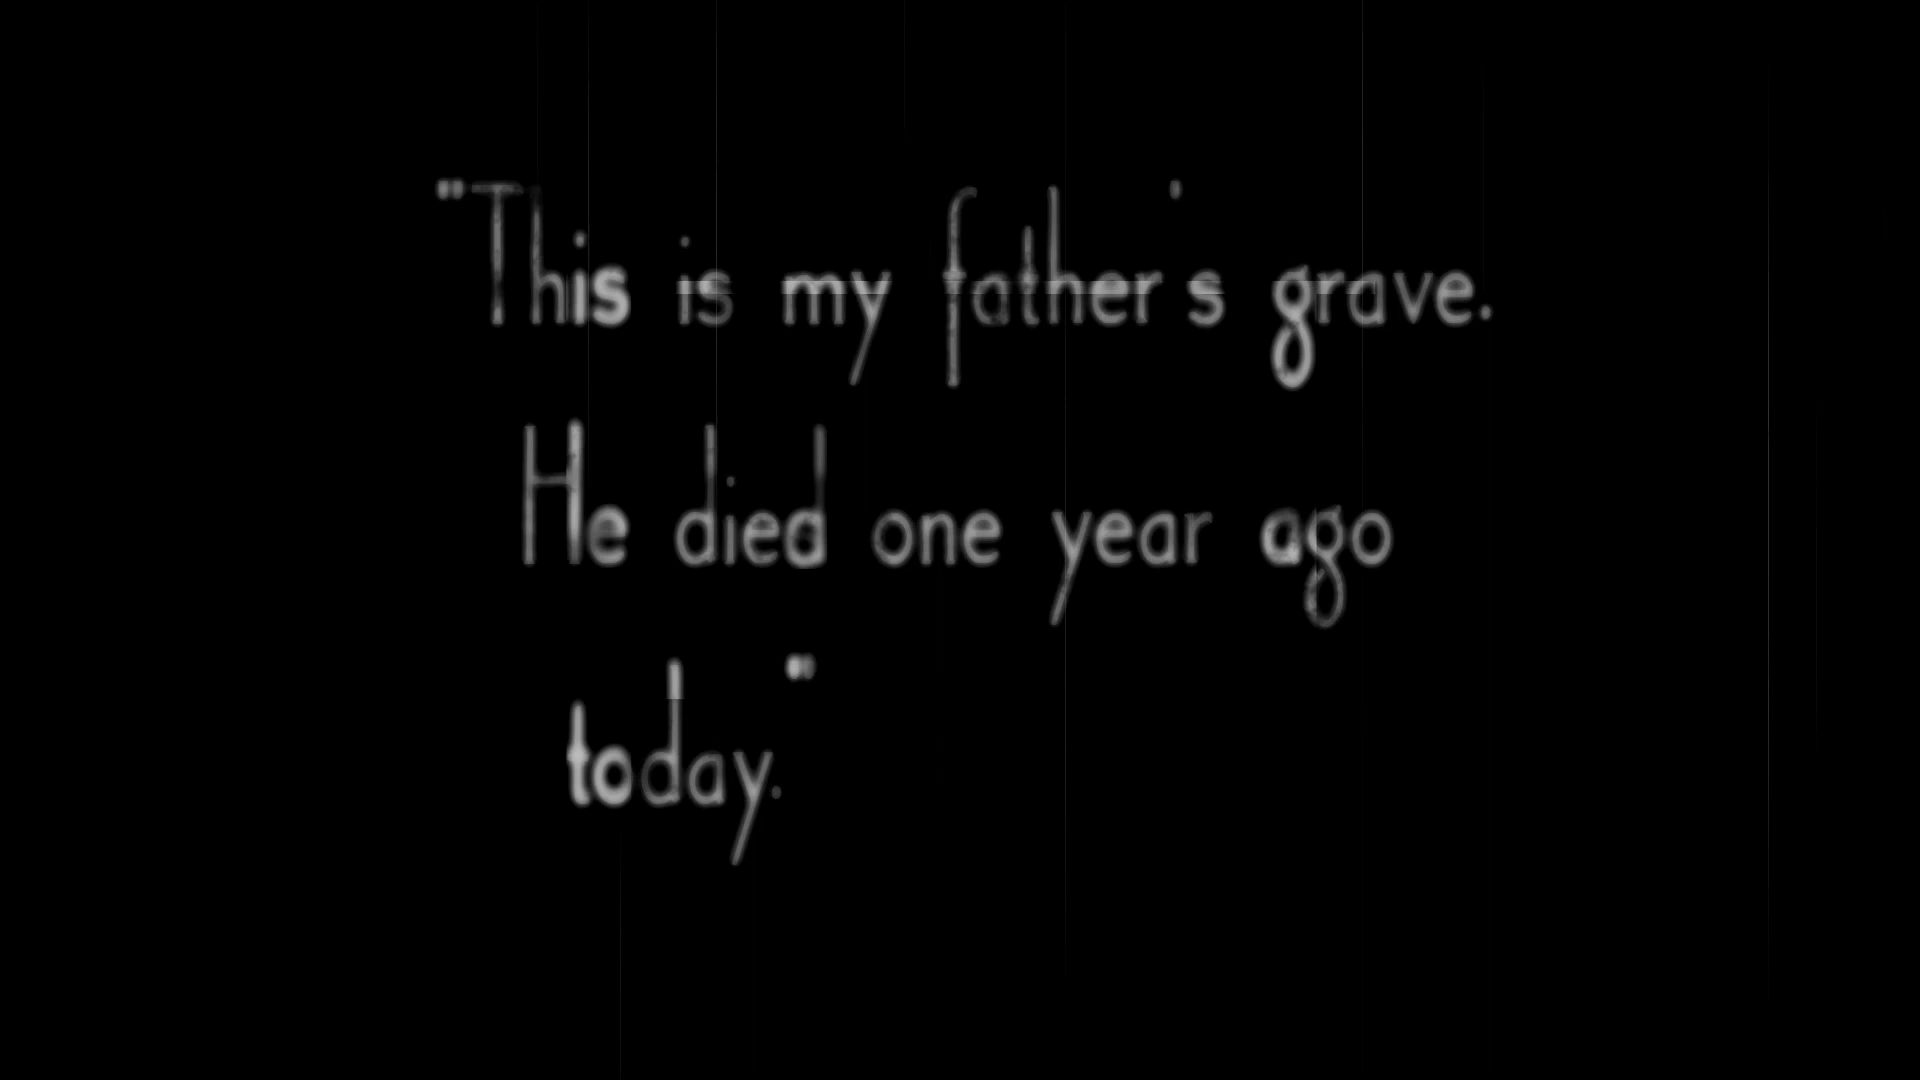 "This is my father's grave.
He died one year ago
today."